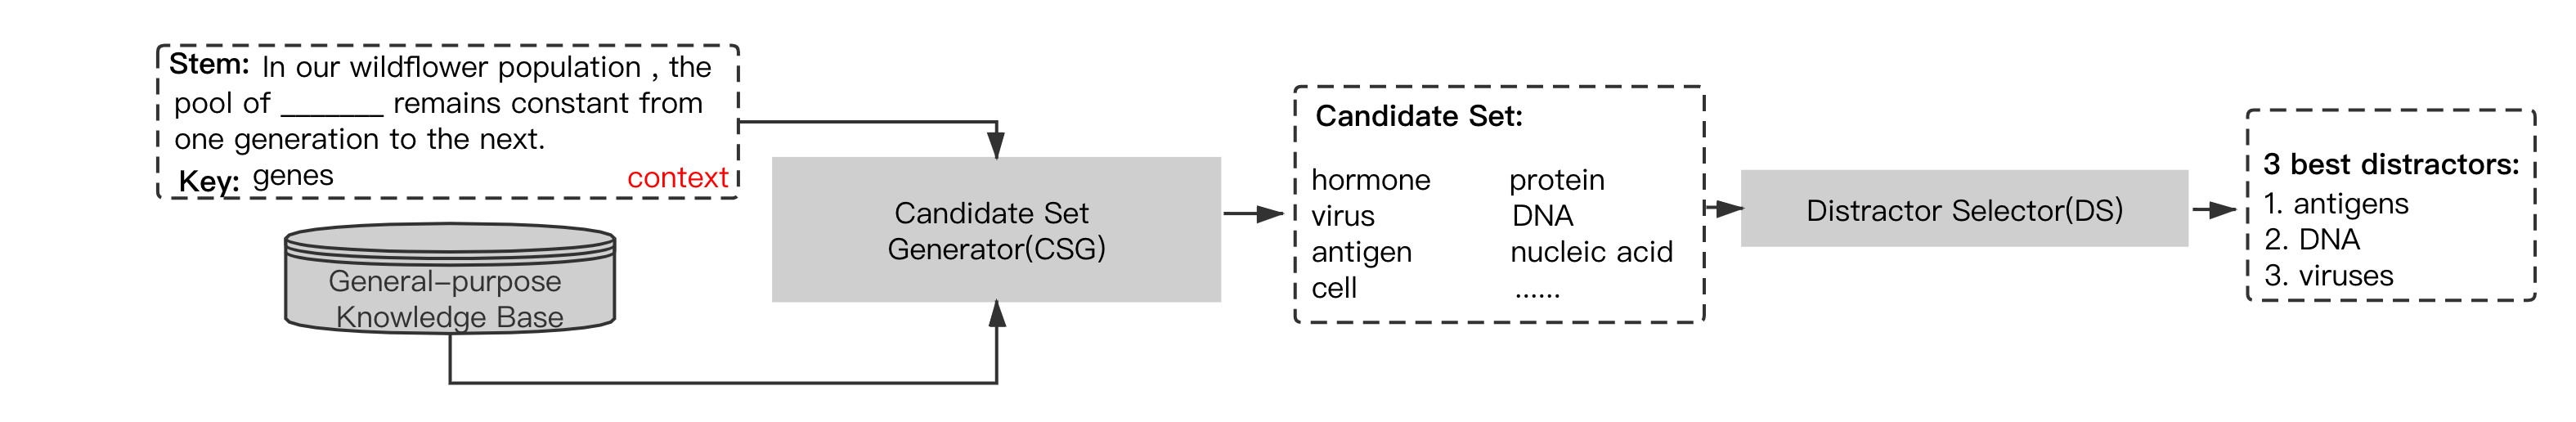 Stem: In our wildflower population , the
pool of _______ remains constant from
one generation to the next.
Key: genes
context
General-purpose
Knowledge Base
Candidate Set
Generator(CSG)
Candidate Set:
hormone protein
virus DNA
antigen nucleic acid
cell ......
Distractor Selector(DS)
3 best distractors:
1. antigens
2. DNA
3. viruses